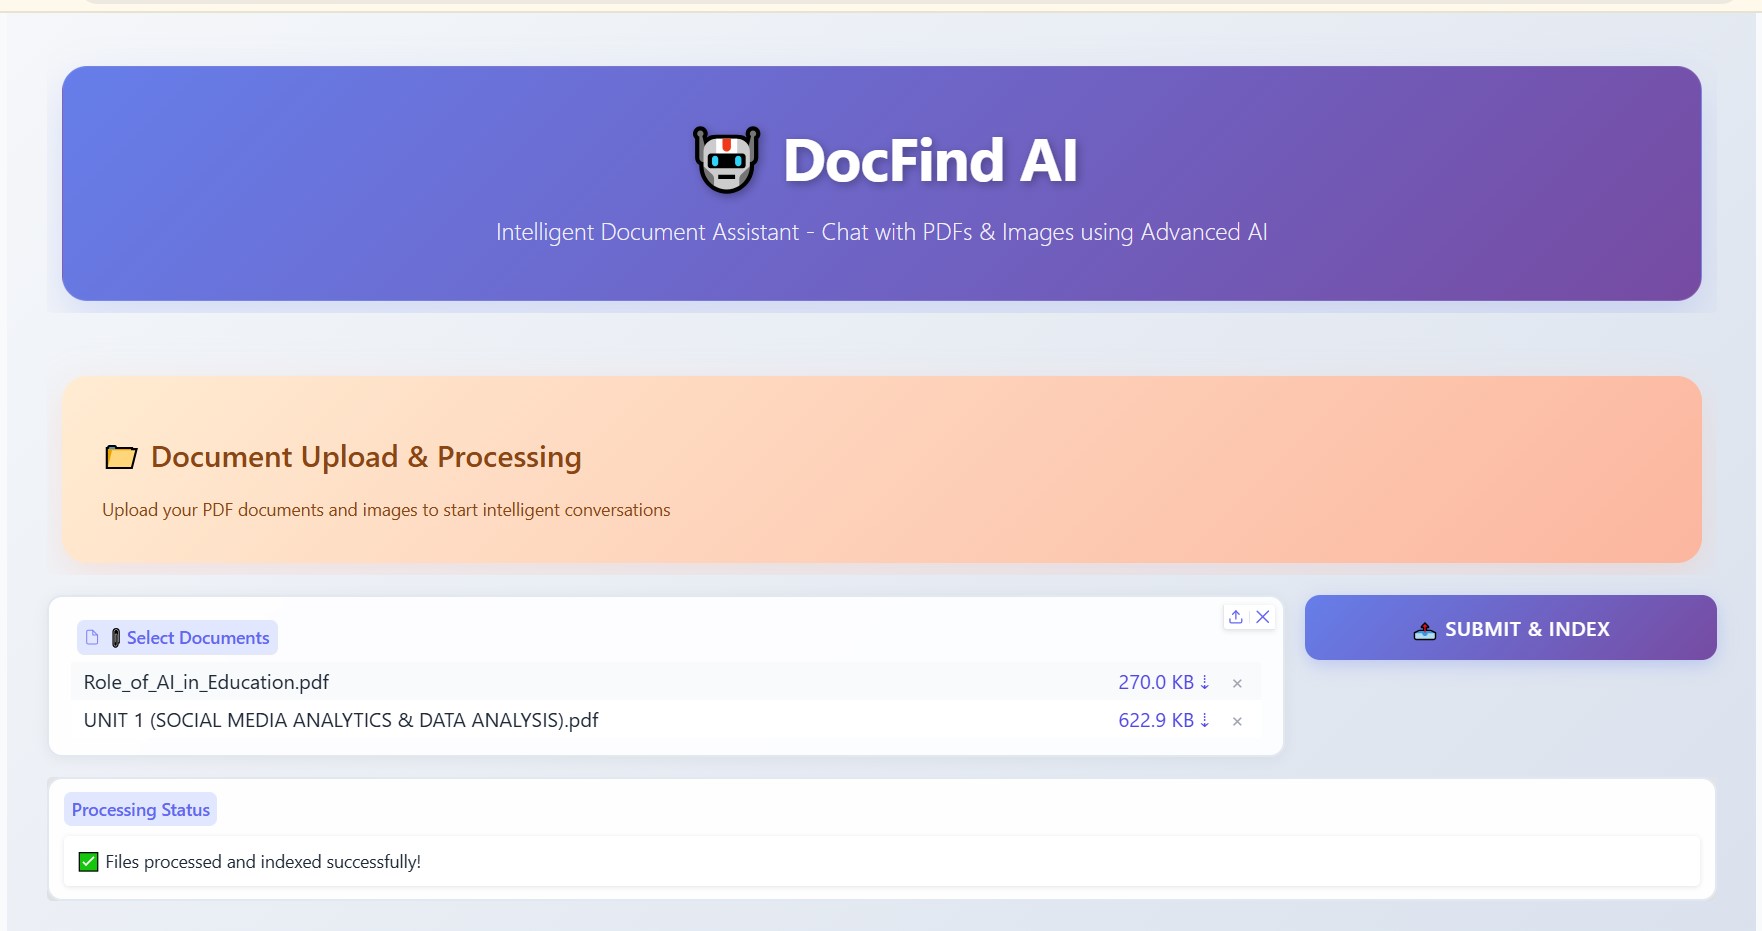 DocFind AI
Intelligent Document Assistant - Chat with PDFs & Images using Advanced AI
Document Upload & Processing
Upload your PDF documents and images to start intelligent conversations
Select Documents
SUBMIT & INDEX
Role_of_AI_in_Education.pdf 270.0 KB ⇣ ×
UNIT 1 (SOCIAL MEDIA ANALYTICS & DATA ANALYSIS).pdf 622.9 KB ⇣ ×
Processing Status
✅ Files processed and indexed successfully!